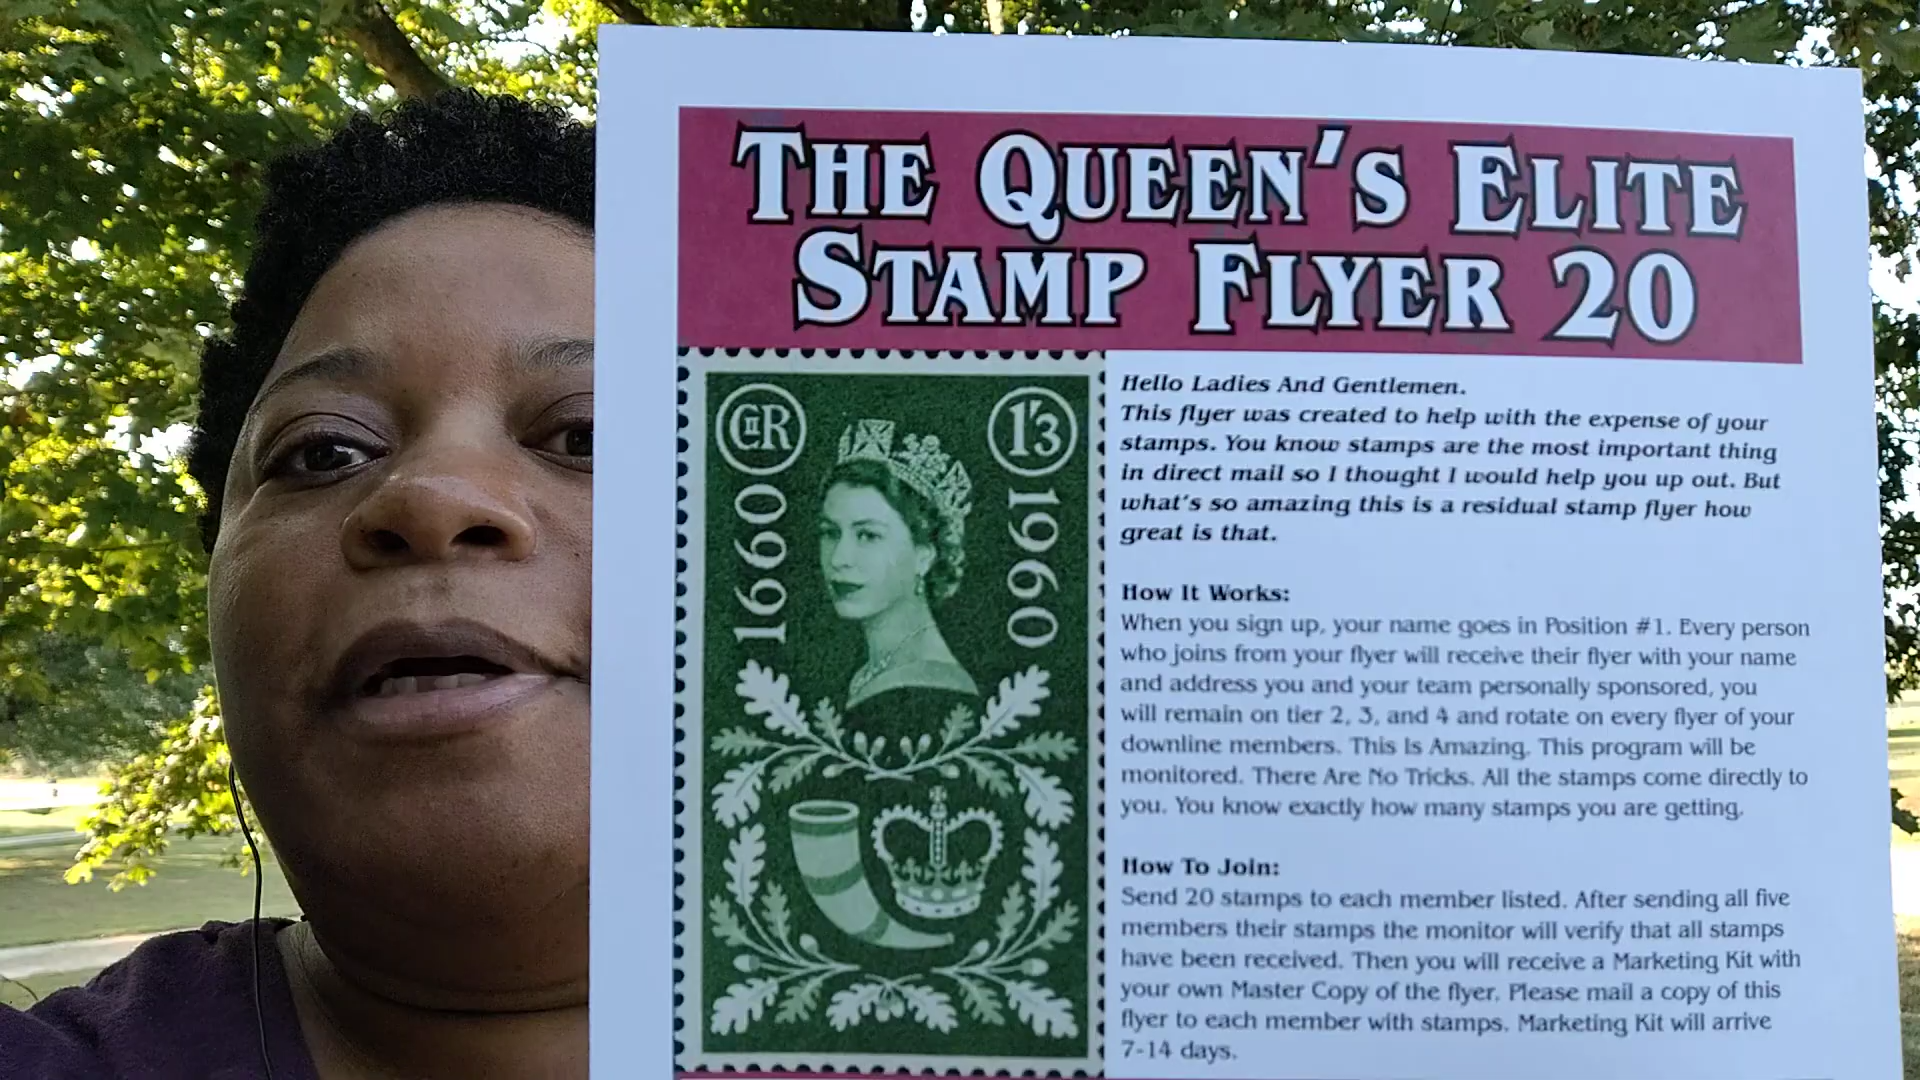 THE QUEEN'S ELITE
STAMP FLYER 20
EIIR
1'3
1660
1960
Hello Ladies And Gentlemen.
This flyer was created to help with the expense of your
stamps. You know stamps are the most important thing
in direct mail so I thought I would help you up out. But
what's so amazing this is a residual stamp flyer how
great is that.
How It Works:
When you sign up, your name goes in Position #1. Every person
who joins from your flyer will receive their flyer with your name
and address you and your team personally sponsored, you
will remain on tier 2, 3, and 4 and rotate on every flyer of your
downline members. This Is Amazing. This program will be
monitored. There Are No Tricks. All the stamps come directly to
you. You know exactly how many stamps you are getting.
How To Join:
Send 20 stamps to each member listed. After sending all five
members their stamps the monitor will verify that all stamps
have been received. Then you will receive a Marketing Kit with
your own Master Copy of the flyer. Please mail a copy of this
flyer to each member with stamps. Marketing Kit will arrive
7-14 days.